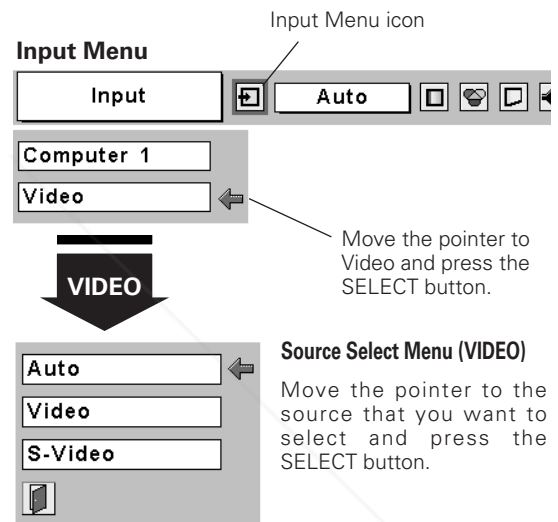 Input Menu icon
Input Menu
Input
Auto
Computer 1
Video
Move the pointer to
Video and press the
SELECT button.
VIDEO
Auto
Video
S-Video
Source Select Menu (VIDEO)
Move the pointer to the
source that you want to
select and press the
SELECT button.